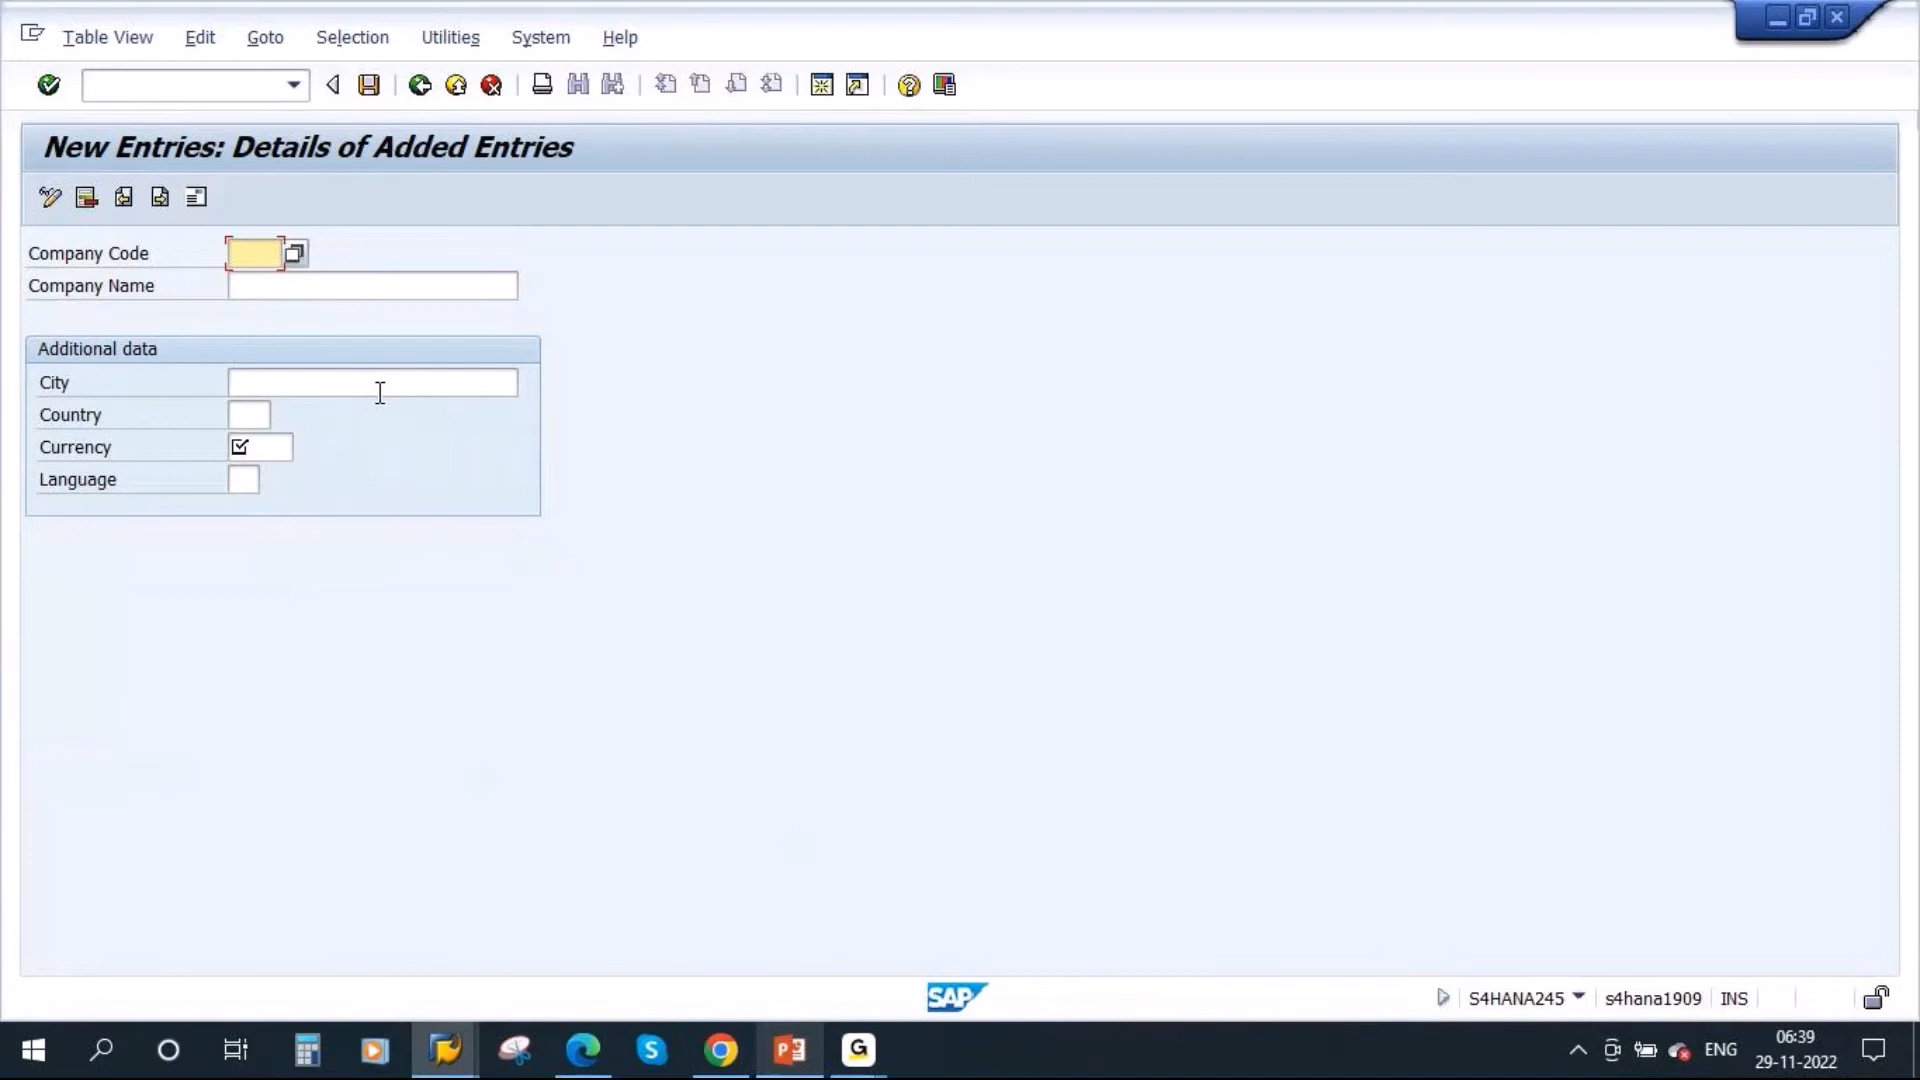 Table View Edit Goto Selection Utilities System Help
New Entries: Details of Added Entries
Company Code
Company Name
Additional data
City
Country
Currency
Language
SAP
S4HANA245 s4hana1909 INS
S P G
ENG
06:39
29-11-2022